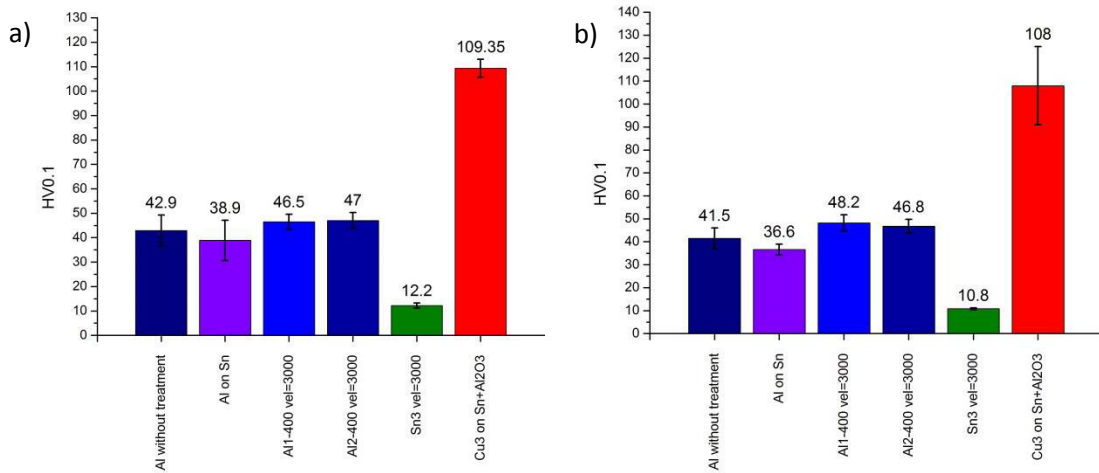 a)
HV0.1
130
120
110
100
90
80
70
60
50
40
30
20
10
0
42.9
38.9
46.5
47
12.2
109.35
Al without treatment
Al on Sn
Al1-400 vel=3000
Al2-400 vel=3000
Sn3 vel=3000
Cu3 on Sn+Al2O3
b)
HV0.1
140
130
120
110
100
90
80
70
60
50
40
30
20
10
0
41.5
36.6
48.2
46.8
10.8
108
Al without treatment
Al on Sn
Al1-400 vel=3000
Al2-400 vel=3000
Sn3 vel=3000
Cu3 on Sn+Al2O3